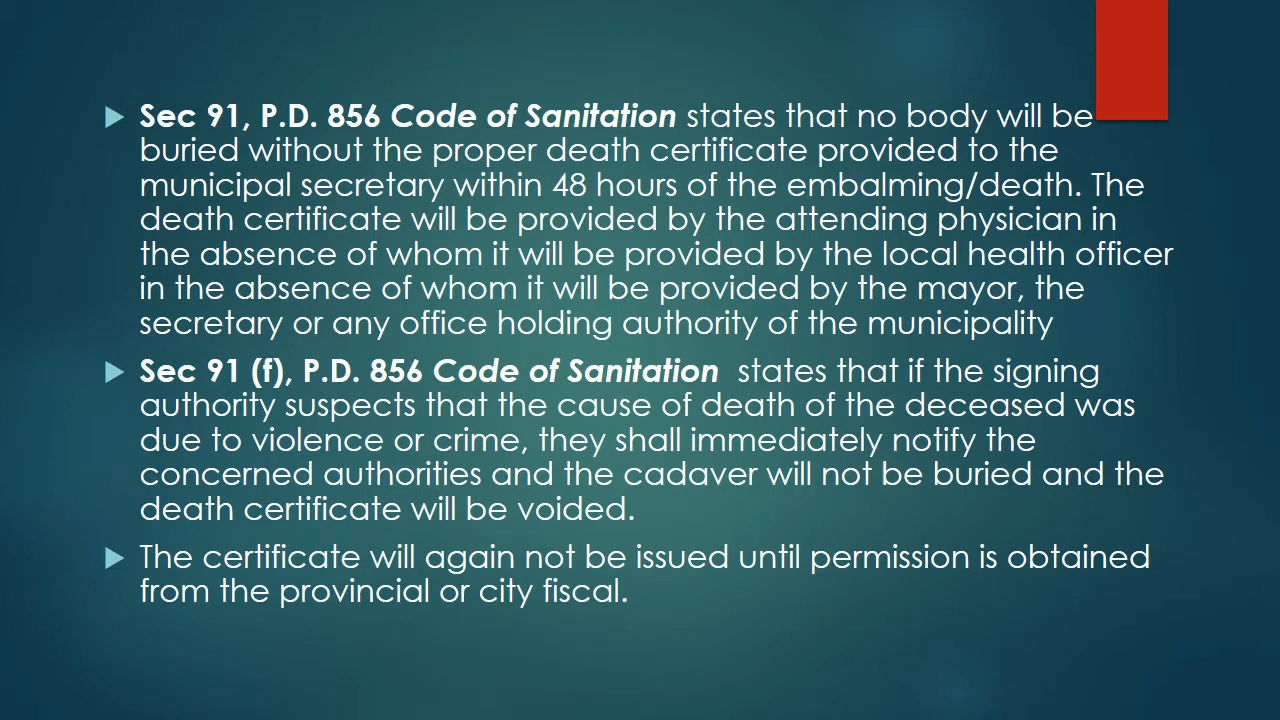 Sec 91, P.D. 856 Code of Sanitation states that no body will be
buried without the proper death certificate provided to the
municipal secretary within 48 hours of the embalming/death. The
death certificate will be provided by the attending physician in
the absence of whom it will be provided by the local health officer
in the absence of whom it will be provided by the mayor, the
secretary or any office holding authority of the municipality
Sec 91 (f), P.D. 856 Code of Sanitation states that if the signing
authority suspects that the cause of death of the deceased was
due to violence or crime, they shall immediately notify the
concerned authorities and the cadaver will not be buried and the
death certificate will be voided.
The certificate will again not be issued until permission is obtained
from the provincial or city fiscal.